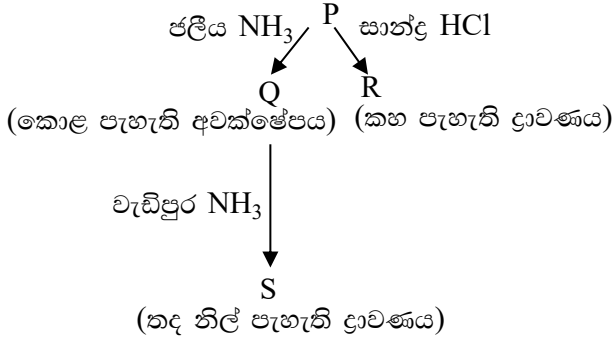 ජලීය NH3 P සාන්ද්‍ර HCl
Q R
(කොළ පැහැති අවක්ෂේපය) (කහ පැහැති ද්‍රාවණය)
වැඩිපුර NH3
S
(තද නිල් පැහැති ද්‍රාවණය)